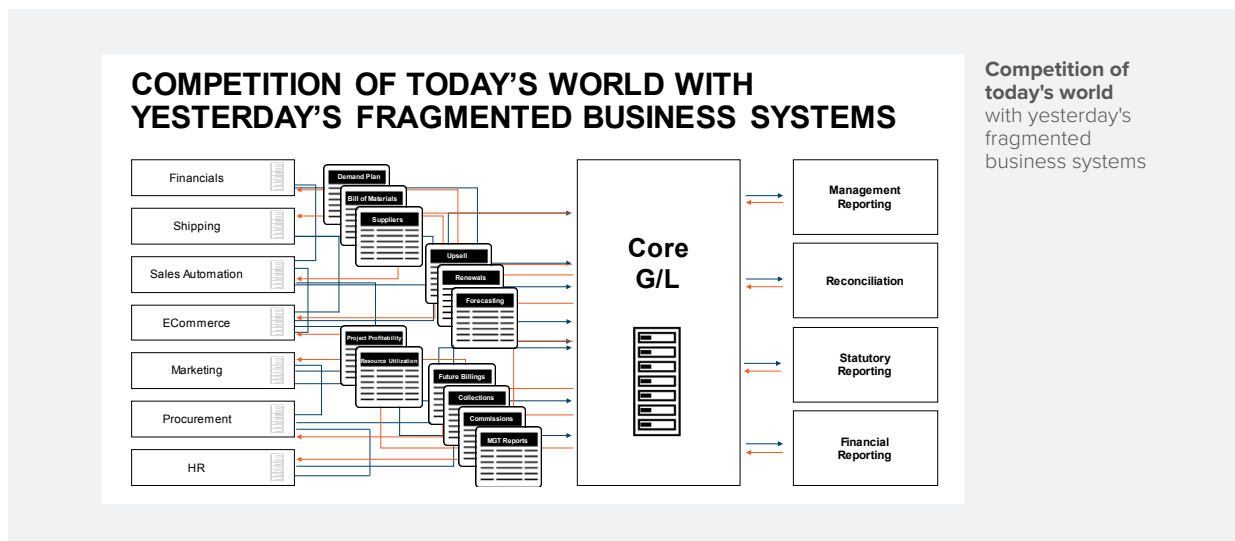 COMPETITION OF TODAY'S WORLD WITH
YESTERDAY'S FRAGMENTED BUSINESS SYSTEMS
Competition of
today's world
with yesterday's
fragmented
business systems
Financials
Shipping
Sales Automation
ECommerce
Marketing
Procurement
HR
Demand Plan
Bill of Materials
Suppliers
Upsell
Renewals
Forecasting
Project Profitability
Resource Utilization
Future Billings
Collections
Commissions
MGT Reports
Core
G/L
Management
Reporting
Reconciliation
Statutory
Reporting
Financial
Reporting